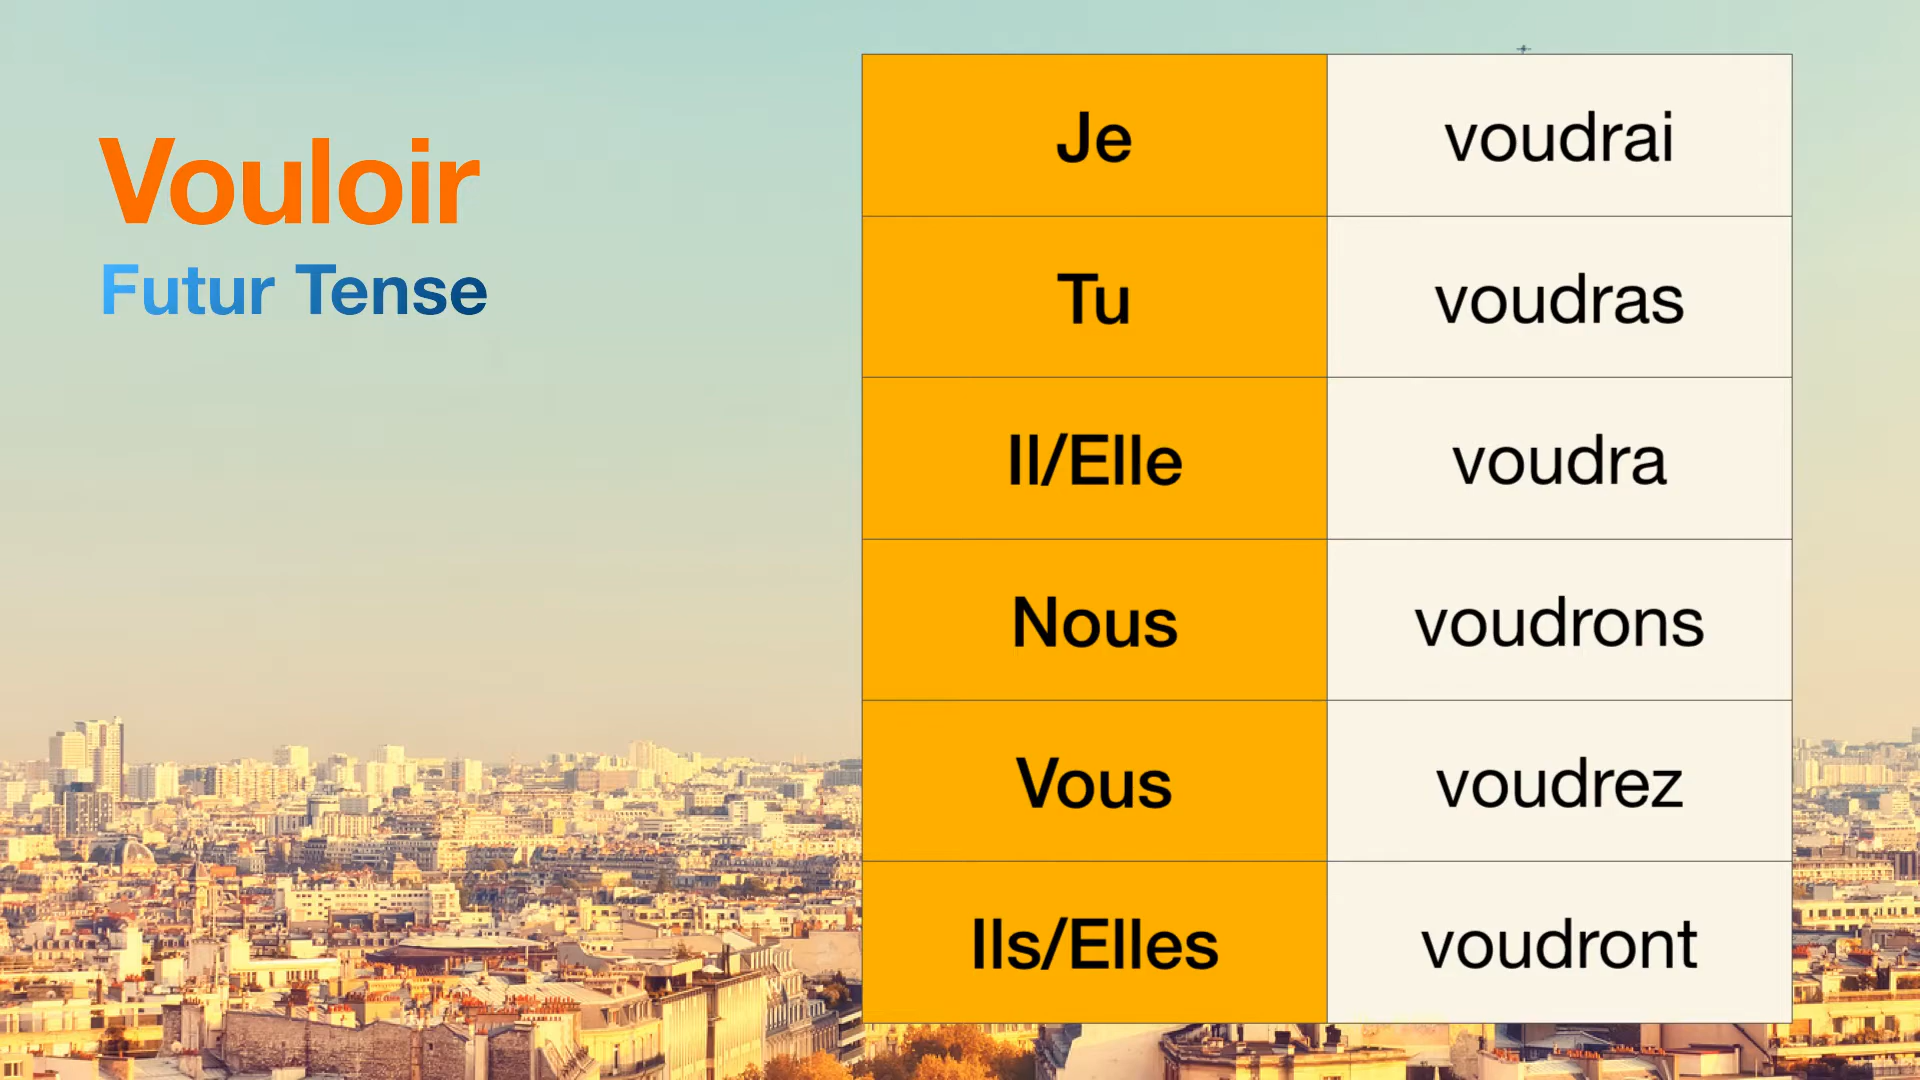 Vouloir
Futur Tense
Je voudrai
Tu voudras
Il/Elle voudra
Nous voudrons
Vous voudrez
Ils/Elles voudront